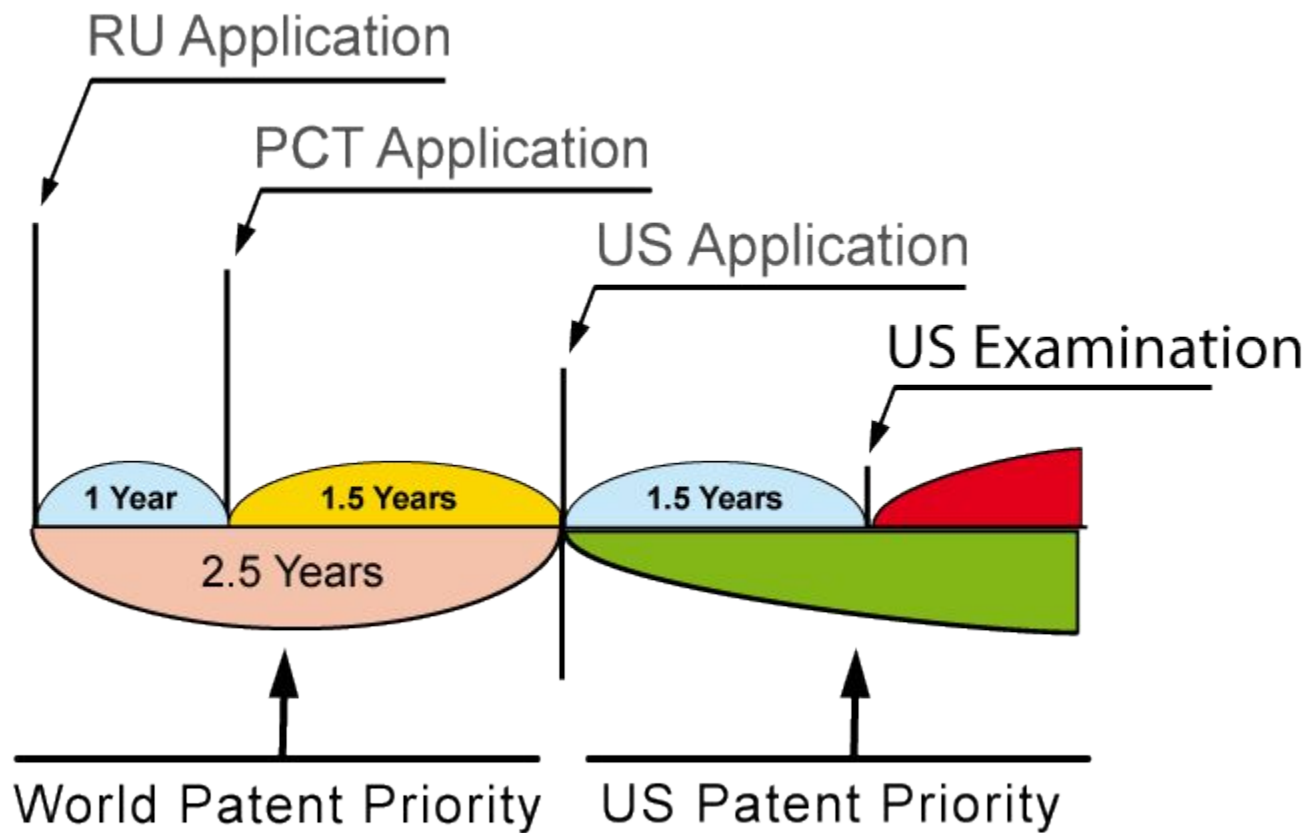 RU Application
PCT Application
US Application
US Examination
1 Year
1.5 Years
1.5 Years
2.5 Years
World Patent Priority
US Patent Priority